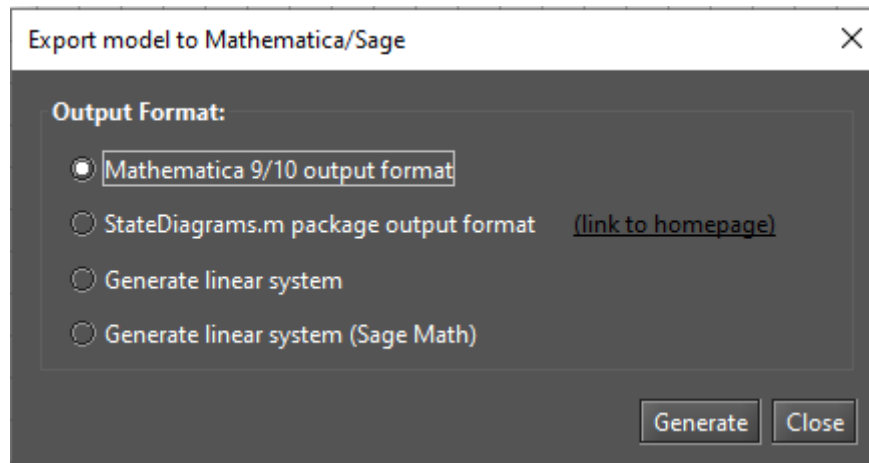 Export model to Mathematica/Sage
Output Format:
Mathematica 9/10 output format
StateDiagrams.m package output format (link to homepage)
Generate linear system
Generate linear system (Sage Math)
Generate Close